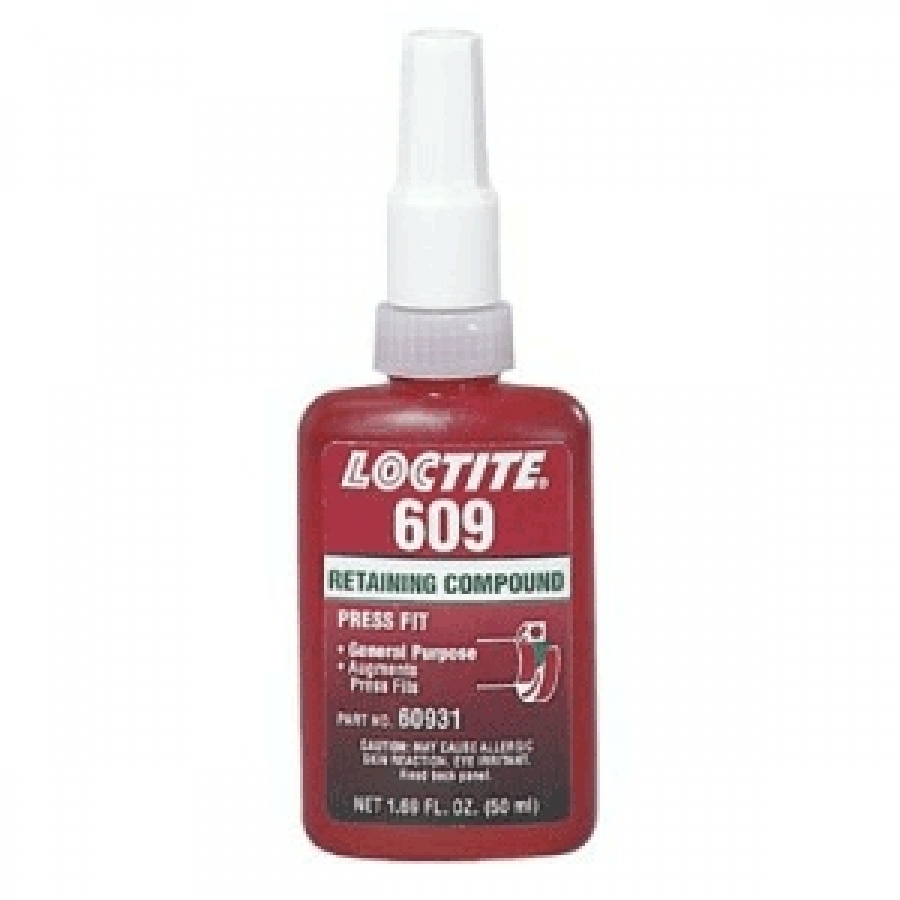 LOCTITE®
609
RETAINING COMPOUND
PRESS FIT
• General Purpose
• Augments
Press Fits
PART NO. 60931
CAUTION: MAY CAUSE ALLERGIC
SKIN REACTION, EYE IRRITANT.
Read back panel.
NET 1.69 FL. OZ. (50 ml)